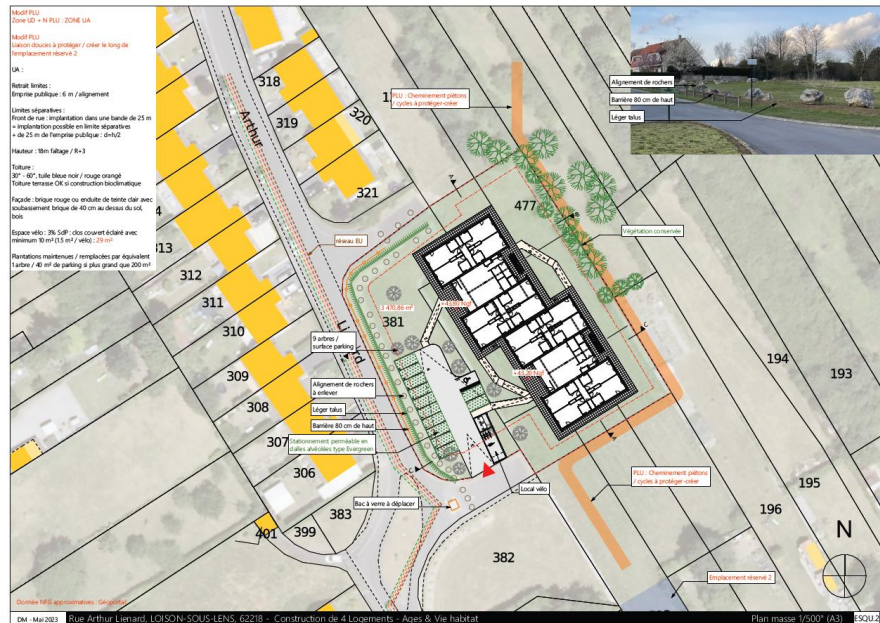 Modif PLU
Zone UD + N PLU : ZONE UA
Modif PLU
Liaison douces à protéger / créer le long de
l'emplacement réservé 2
UA :
Retrait limites :
Emprise publique : 6 m / alignement
Limites séparatives :
Front de rue : implantation dans une bande de 25 m
= implantation possible en limite séparatives
+ de 25 m de l'emprise publique : d=h/2
Hauteur : 18m faîtage / R+3
Toiture :
30° - 60°, tuile bleue noir / rouge orangé
Toiture terrasse OK si construction bioclimatique
Façade : brique rouge ou enduite de teinte clair avec
soubassement brique de 40 cm au dessus du sol,
bois
Espace vélo : 3% SdP : clos couvert éclairé avec
minimum 10 m² (1.5 m² / vélo) : 29 m²
Plantations maintenues / remplacées par équivalent
1 arbre / 40 m² de parking si plus grand que 200 m²
Alignement de rochers
Barrière 80 cm de haut
Léger talus
318
319
320
321
Arthur
PLU : Cheminement piétons
/ cycles à protéger-créer
477
Végétation conservée
réseau EU
313
312
311
310
309
308
307
306
383
399
401
3 470.86 m²
381
+43.20 Ngf
Liénard
9 arbres /
surface parking
Alignement de rochers
à enlever
Léger talus
Barrière 80 cm de haut
Stationnement perméable en
dalles alvéolées type Evergreen
Bac à verre à déplacer
Local vélo
PLU : Cheminement piétons
/ cycles à protéger-créer
382
194
193
195
196
N
Emplacement réservé 2
Donnée NFG approximatives : Géoportail
DM - Mai 2023
Rue Arthur Lienard, LOISON-SOUS-LENS, 62218 - Construction de 4 Logements - Ages & Vie habitat
Plan masse 1/500° (A3)
ESQU.2